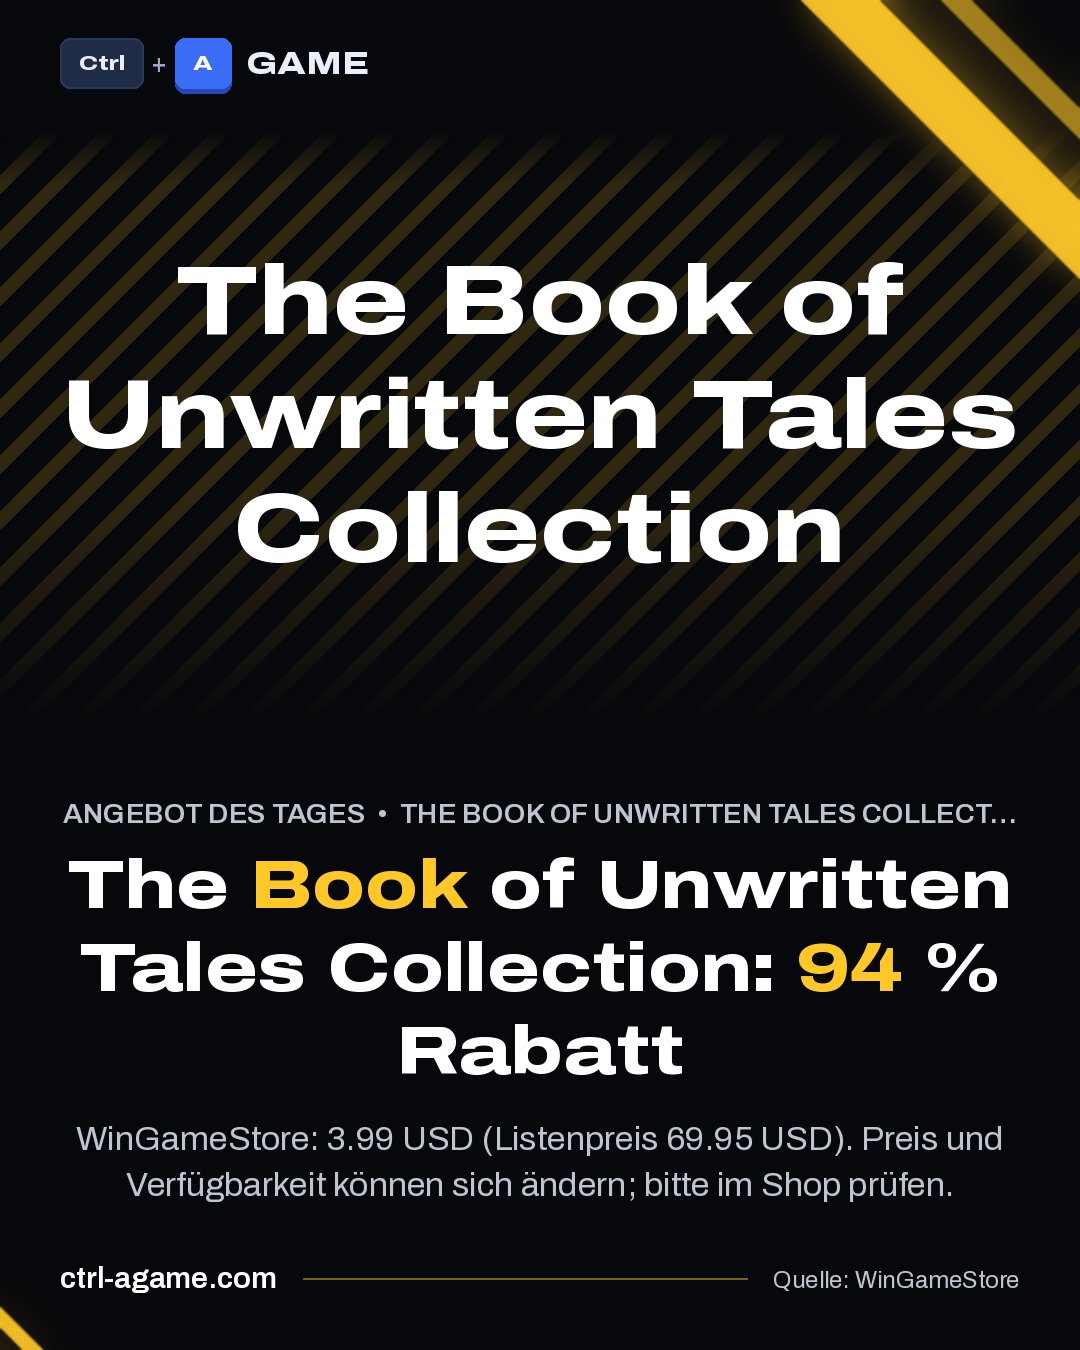 Ctrl + A GAME
The Book of
Unwritten Tales
Collection
ANGEBOT DES TAGES • THE BOOK OF UNWRITTEN TALES COLLECT...
The Book of Unwritten
Tales Collection: 94 %
Rabatt
WinGameStore: 3.99 USD (Listenpreis 69.95 USD). Preis und
Verfügbarkeit können sich ändern; bitte im Shop prüfen.
ctrl-agame.com
Quelle: WinGameStore